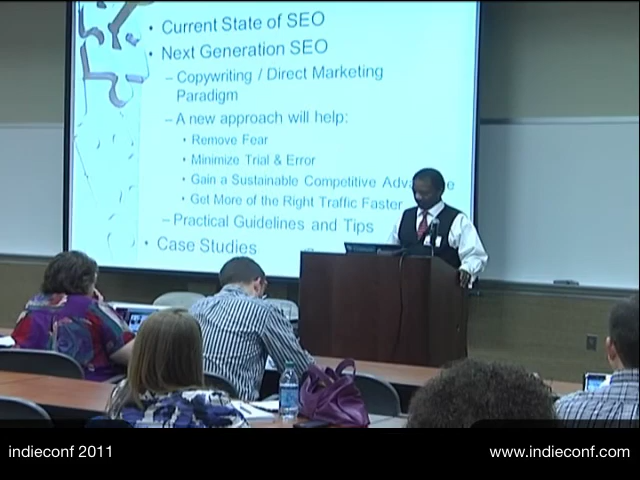 • Current State of SEO
• Next Generation SEO
– Copywriting / Direct Marketing
Paradigm
– A new approach will help:
• Remove Fear
• Minimize Trial & Error
• Gain a Sustainable Competitive
• Get More of the Right Traffic Faster
– Practical Guidelines and Tips
• Case Studies
indieconf 2011
www.indieconf.com